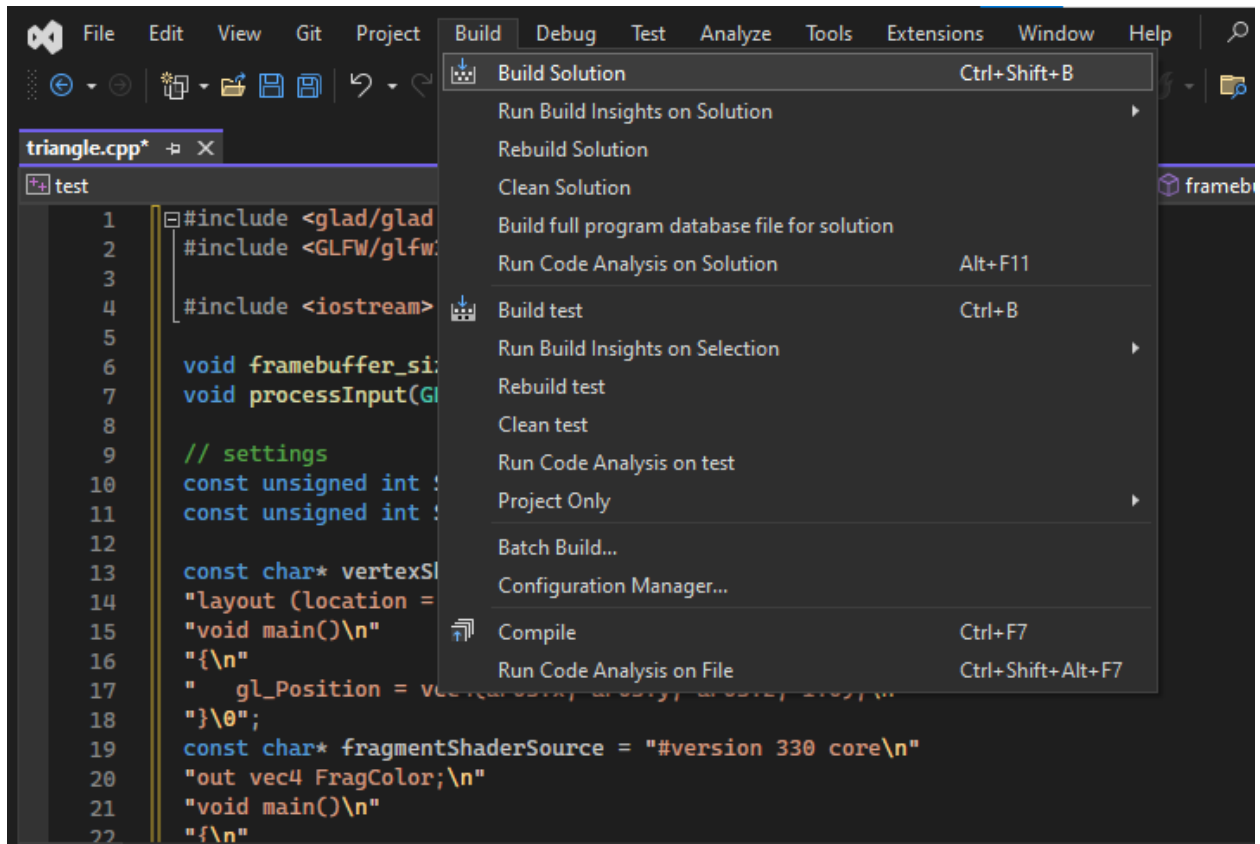 File Edit View Git Project Build Debug Test Analyze Tools Extensions Window Help
Build Solution Ctrl+Shift+B
Run Build Insights on Solution
Rebuild Solution
Clean Solution
Build full program database file for solution
Run Code Analysis on Solution Alt+F11
Build test Ctrl+B
Run Build Insights on Selection
Rebuild test
Clean test
Run Code Analysis on test
Project Only
Batch Build...
Configuration Manager...
Compile Ctrl+F7
Run Code Analysis on File Ctrl+Shift+Alt+F7
triangle.cpp*
test
1 #include <glad/glad
2 #include <GLFW/glfw
3
4 #include <iostream>
5
6 void framebuffer_si
7 void processInput(
8
9 // settings
10 const unsigned int
11 const unsigned int
12
13 const char* vertexS
14 "layout (location =
15 "void main()\n"
16 "{\n"
17 " gl_Position =
18 "}\0";
19 const char* fragmentShaderSource = "#version 330 core\n"
20 "out vec4 FragColor;\n"
21 "void main()\n"
22 "{\n"